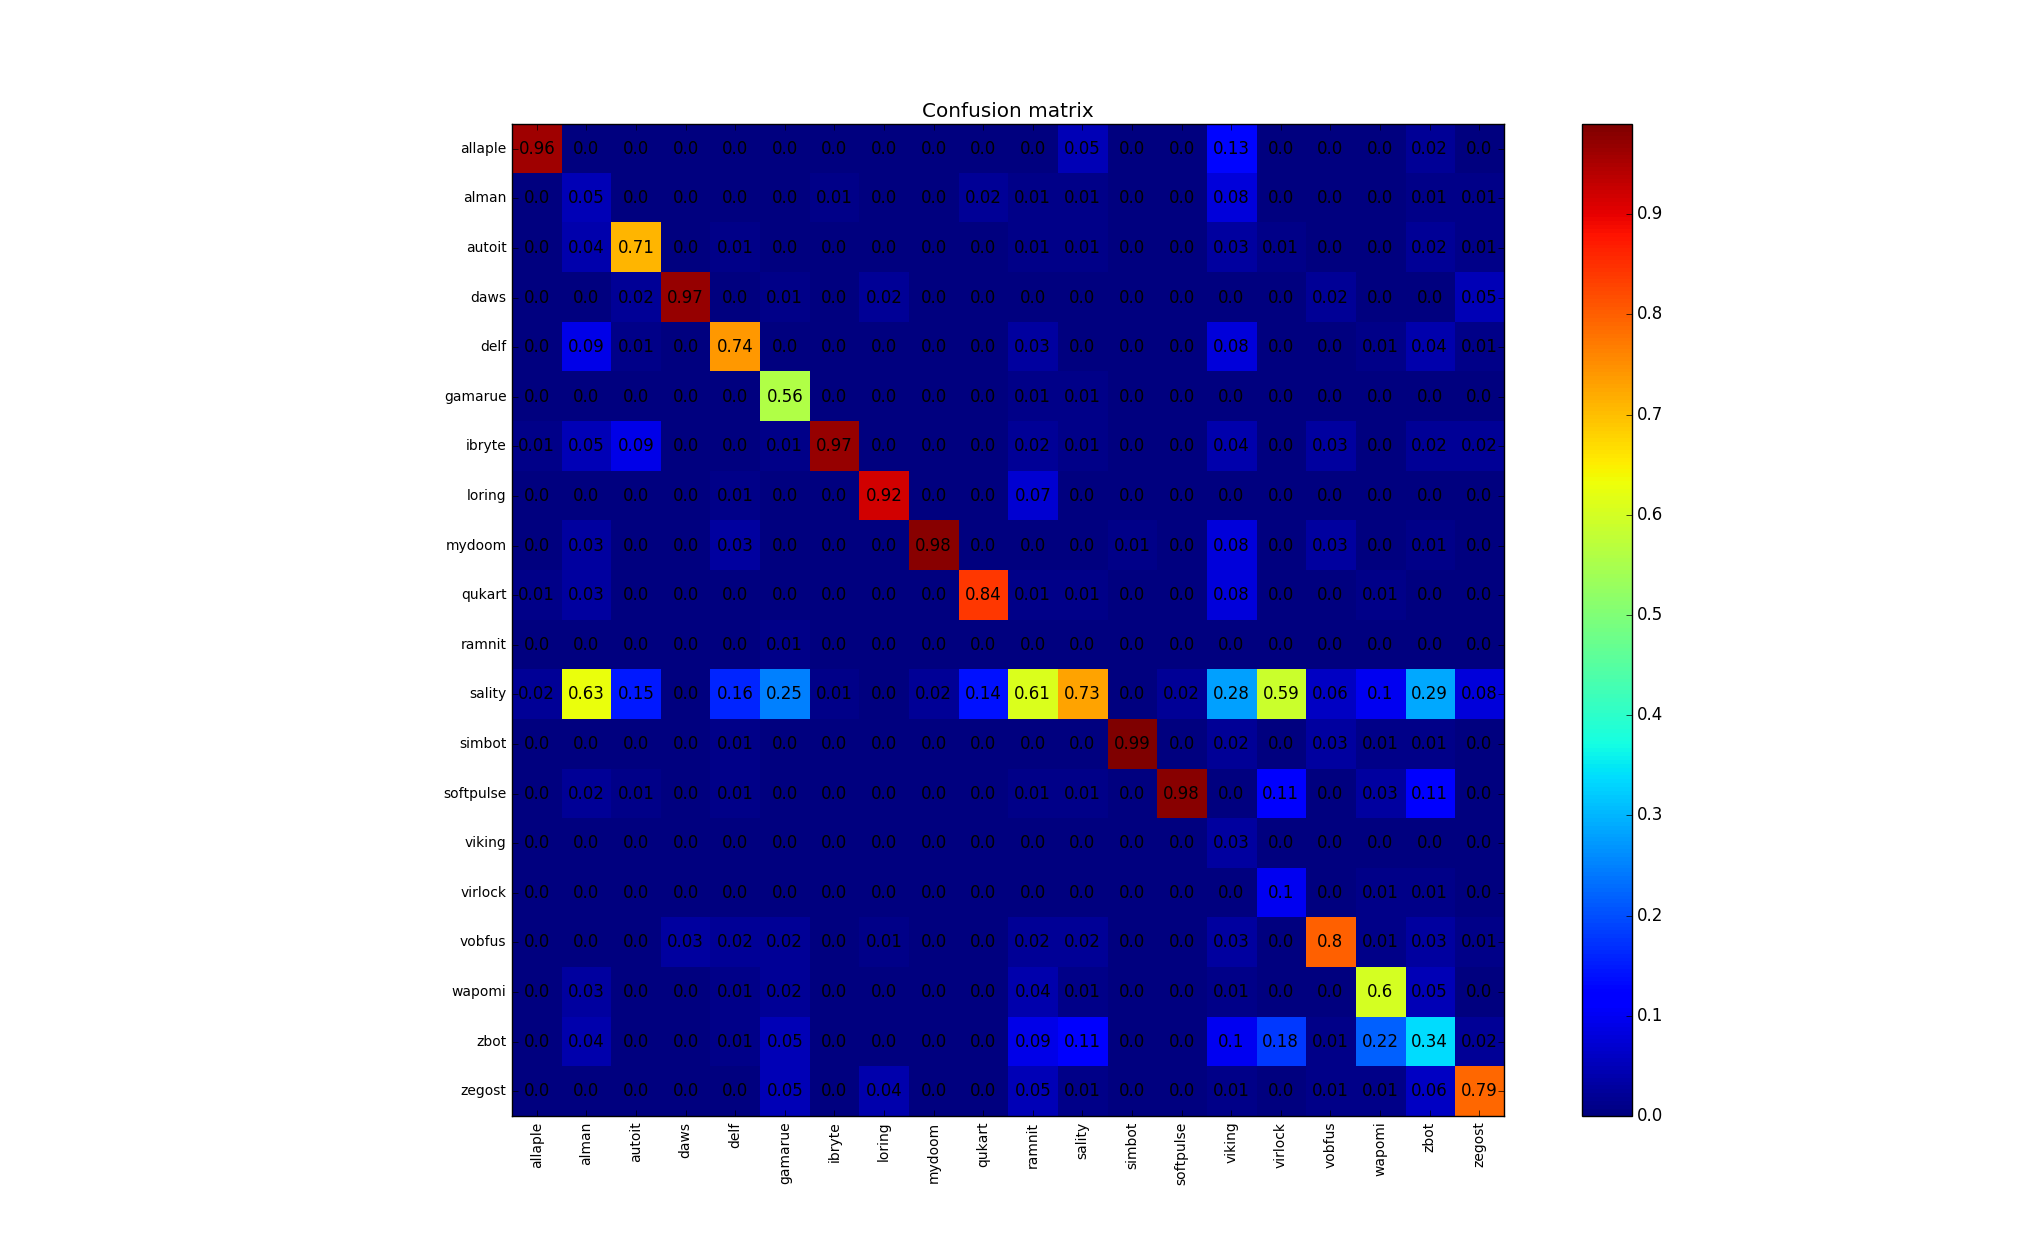 Confusion matrix
allaple 0.96 0.0 0.0 0.0 0.0 0.0 0.0 0.0 0.0 0.0 0.0 0.05 0.0 0.0 0.13 0.0 0.0 0.0 0.02 0.0
alman 0.0 0.05 0.0 0.0 0.0 0.0 0.01 0.0 0.0 0.02 0.01 0.01 0.0 0.0 0.08 0.0 0.0 0.0 0.01 0.01
autoit 0.0 0.04 0.71 0.0 0.01 0.0 0.0 0.0 0.0 0.0 0.01 0.01 0.0 0.0 0.03 0.01 0.0 0.0 0.02 0.01
daws 0.0 0.0 0.02 0.97 0.0 0.01 0.0 0.02 0.0 0.0 0.0 0.0 0.0 0.0 0.0 0.0 0.02 0.0 0.0 0.05
delf 0.0 0.09 0.01 0.0 0.74 0.0 0.0 0.0 0.0 0.0 0.03 0.0 0.0 0.0 0.08 0.0 0.0 0.01 0.04 0.01
gamarue 0.0 0.0 0.0 0.0 0.0 0.56 0.0 0.0 0.0 0.0 0.01 0.01 0.0 0.0 0.0 0.0 0.0 0.0 0.0 0.0
ibryte 0.01 0.05 0.09 0.0 0.0 0.01 0.97 0.0 0.0 0.0 0.02 0.01 0.0 0.0 0.04 0.0 0.03 0.0 0.02 0.02
loring 0.0 0.0 0.0 0.0 0.01 0.0 0.0 0.92 0.0 0.0 0.07 0.0 0.0 0.0 0.0 0.0 0.0 0.0 0.0 0.0
mydoom 0.0 0.03 0.0 0.0 0.03 0.0 0.0 0.0 0.98 0.0 0.0 0.0 0.01 0.0 0.08 0.0 0.03 0.0 0.01 0.0
qukart 0.01 0.03 0.0 0.0 0.0 0.0 0.0 0.0 0.0 0.84 0.01 0.01 0.0 0.0 0.08 0.0 0.0 0.01 0.0 0.0
ramnit 0.0 0.0 0.0 0.0 0.0 0.01 0.0 0.0 0.0 0.0 0.0 0.0 0.0 0.0 0.0 0.0 0.0 0.0 0.0 0.0
sality 0.02 0.63 0.15 0.0 0.16 0.25 0.01 0.0 0.02 0.14 0.61 0.73 0.0 0.02 0.28 0.59 0.06 0.1 0.29 0.08
simbot 0.0 0.0 0.0 0.0 0.01 0.0 0.0 0.0 0.0 0.0 0.0 0.0 0.99 0.0 0.02 0.0 0.03 0.01 0.01 0.0
softpulse 0.0 0.02 0.01 0.0 0.01 0.0 0.0 0.0 0.0 0.0 0.01 0.01 0.0 0.98 0.0 0.11 0.0 0.03 0.11 0.0
viking 0.0 0.0 0.0 0.0 0.0 0.0 0.0 0.0 0.0 0.0 0.0 0.0 0.0 0.0 0.03 0.0 0.0 0.0 0.0 0.0
virlock 0.0 0.0 0.0 0.0 0.0 0.0 0.0 0.0 0.0 0.0 0.0 0.0 0.0 0.0 0.0 0.1 0.0 0.01 0.01 0.0
vobfus 0.0 0.0 0.0 0.03 0.02 0.02 0.0 0.01 0.0 0.0 0.02 0.02 0.0 0.0 0.03 0.0 0.8 0.01 0.03 0.01
wapomi 0.0 0.03 0.0 0.0 0.01 0.02 0.0 0.0 0.0 0.0 0.04 0.01 0.0 0.0 0.01 0.0 0.0 0.6 0.05 0.0
zbot 0.0 0.04 0.0 0.0 0.01 0.05 0.0 0.0 0.0 0.0 0.09 0.11 0.0 0.0 0.1 0.18 0.01 0.22 0.34 0.02
zegost 0.0 0.0 0.0 0.0 0.0 0.05 0.0 0.04 0.0 0.0 0.05 0.01 0.0 0.0 0.01 0.0 0.01 0.01 0.06 0.79
allaple alman autoit daws delf gamarue ibryte loring mydoom qukart ramnit sality simbot softpulse viking virlock vobfus wapomi zbot zegost
0.9
0.8
0.7
0.6
0.5
0.4
0.3
0.2
0.1
0.0